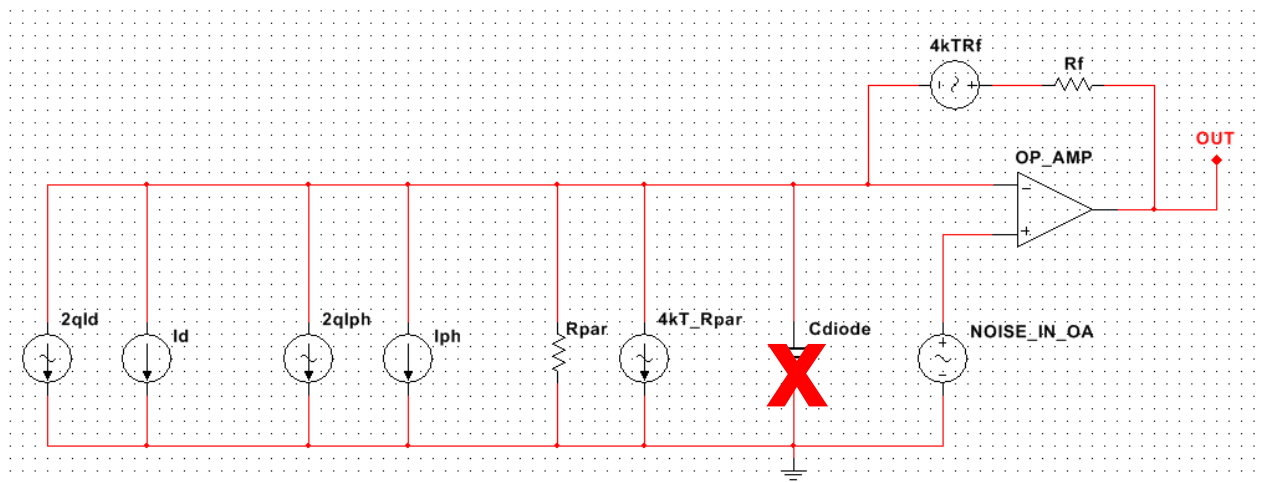 4kTRf
Rf
OUT
OP_AMP
2qId
Id
2qIph
Iph
Rpar
4kT_Rpar
Cdiode
NOISE_IN_OA